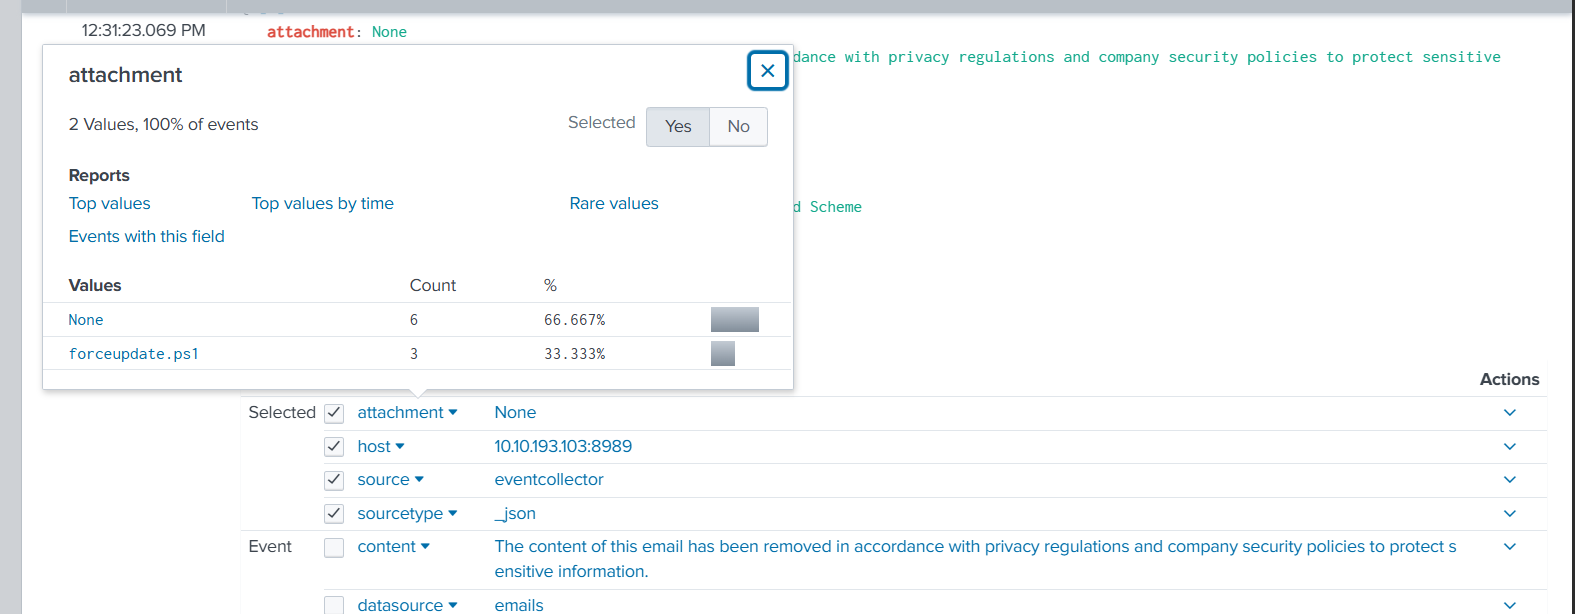 12:31:23.069 PM
attachment: None
dance with privacy regulations and company security policies to protect sensitive
attachment
2 Values, 100% of events
Selected Yes No
Reports
Top values Top values by time Rare values
d Scheme
Events with this field
Values Count %
None 6 66.667%
forceupdate.ps1 3 33.333%
Actions
Selected attachment None
host 10.10.193.103:8989
source eventcollector
sourcetype _json
Event content The content of this email has been removed in accordance with privacy regulations and company security policies to protect s
ensitive information.
datasource emails